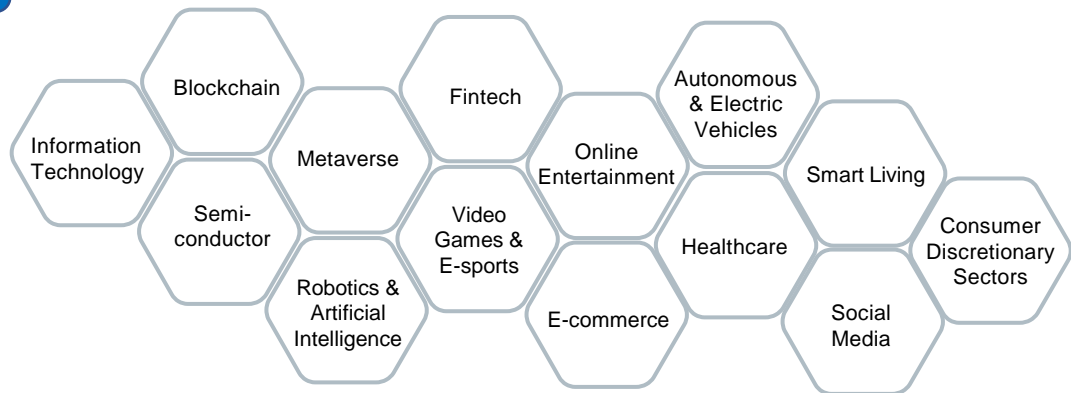 Information
Technology
Blockchain
Semi-
conductor
Metaverse
Robotics &
Artificial
Intelligence
Fintech
Video
Games &
E-sports
Online
Entertainment
E-commerce
Autonomous
& Electric
Vehicles
Healthcare
Smart Living
Social
Media
Consumer
Discretionary
Sectors